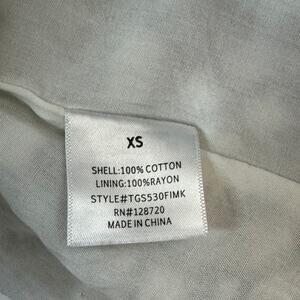 XS
SHELL:100% COTTON
LINING:100%RAYON
STYLE#TGS530FIMK
RN#128720
MADE IN CHINA